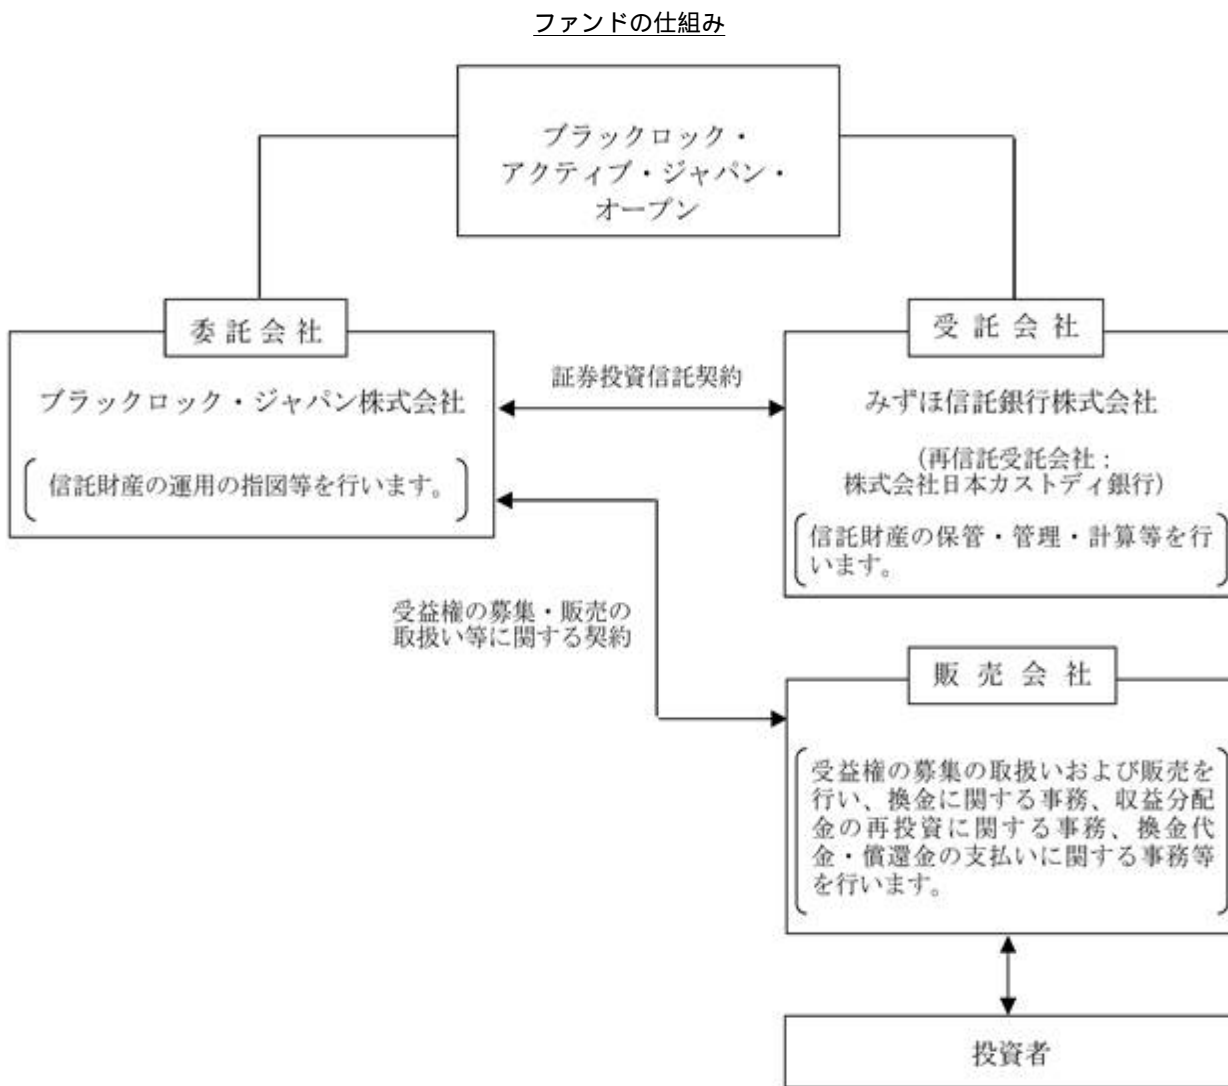 ファンドの仕組み
ブラックロック・
アクティブ・ジャパン・
オープン
委託会社
ブラックロック・ジャパン株式会社
信託財産の運用の指図等を行います。
証券投資信託契約
受託会社
みずほ信託銀行株式会社
(再信託受託会社：
株式会社日本カストディ銀行)
信託財産の保管・管理・計算等を行
います。
受益権の募集・販売の
取扱い等に関する契約
販売会社
受益権の募集の取扱いおよび販売を
行い、換金に関する事務、収益分配
金の再投資に関する事務、換金代
金・償還金の支払いに関する事務等
を行います。
投資者